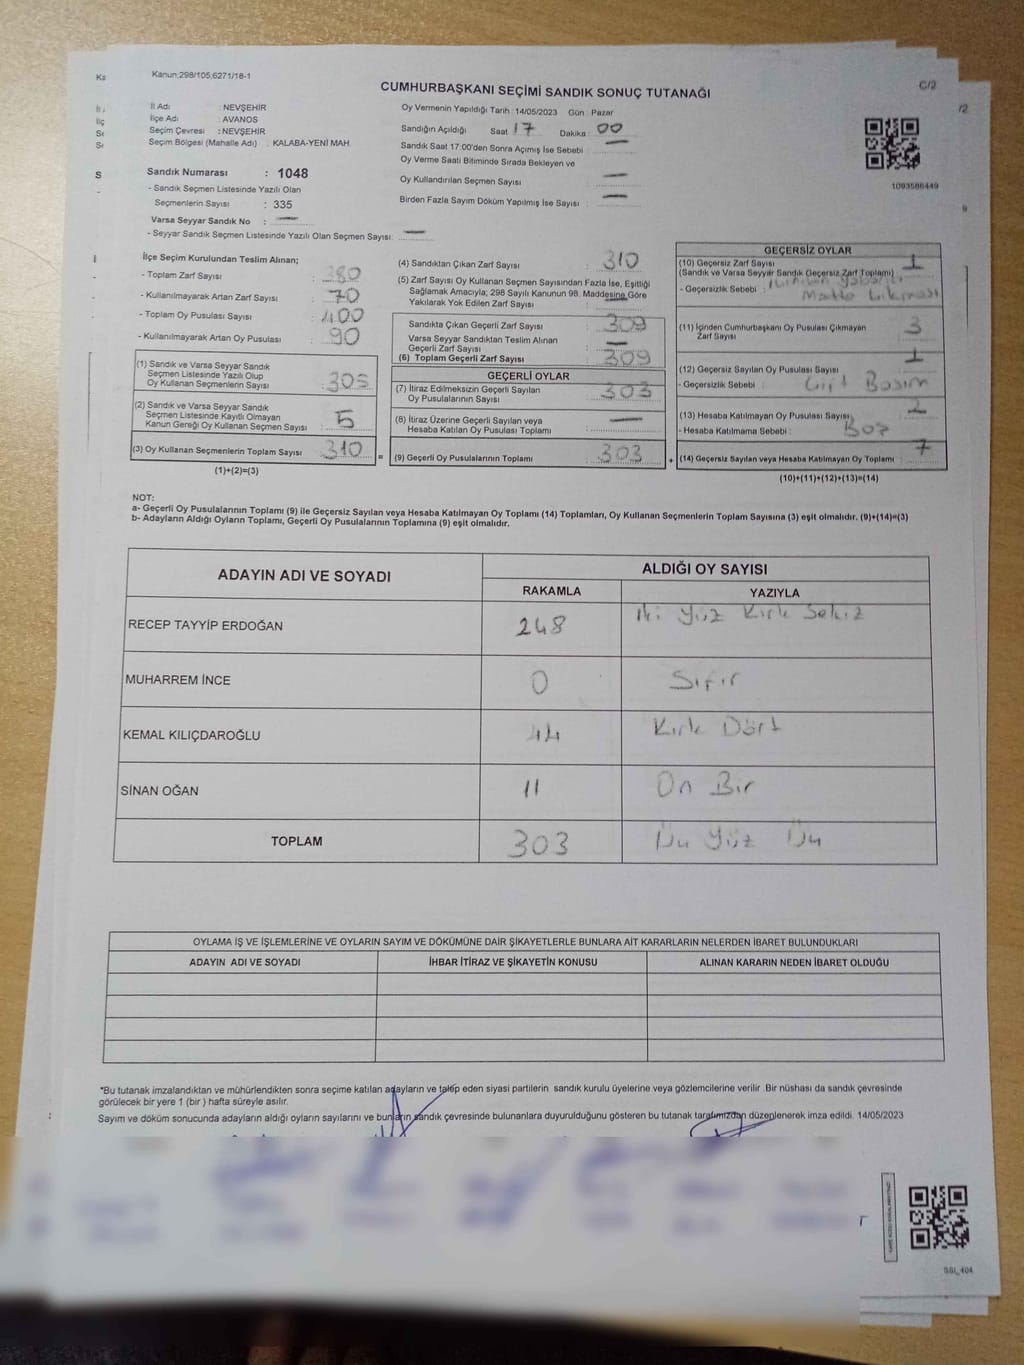 Kanun;298/105,6271/18-1
C/2
CUMHURBAŞKANI SEÇİMİ SANDIK SONUÇ TUTANAĞI
İl Adı : NEVŞEHİR
İlçe Adı : AVANOS
Seçim Çevresi : NEVŞEHİR
Seçim Bölgesi (Mahalle Adı) : KALABA-YENİ MAH.
Sandık Numarası : 1048
- Sandık Seçmen Listesinde Yazılı Olan
Seçmenlerin Sayısı : 335
Varsa Seyyar Sandık No : —
- Seyyar Sandık Seçmen Listesinde Yazılı Olan Seçmen Sayısı: —
Oy Vermenin Yapıldığı Tarih : 14/05/2023 Gün : Pazar
Sandığın Açıldığı Saat 17 Dakika : 00
Sandık Saat 17:00'den Sonra Açımış İse Sebebi : —
Oy Verme Saati Bitiminde Sırada Bekleyen ve
Oy Kullandırılan Seçmen Sayısı : —
Birden Fazla Sayım Döküm Yapılmış İse Sayısı : —
1093586449
İlçe Seçim Kurulundan Teslim Alınan;
- Toplam Zarf Sayısı : 380
- Kullanılmayarak Artan Zarf Sayısı : 70
- Toplam Oy Pusulası Sayısı : 400
- Kullanılmayarak Artan Oy Pusulası : 90
(1) Sandık ve Varsa Seyyar Sandık
Seçmen Listesinde Yazılı Olup
Oy Kullanan Seçmenlerin Sayısı : 305
(2) Sandık ve Varsa Seyyar Sandık
Seçmen Listesinde Kayıtlı Olmayan
Kanun Gereği Oy Kullanan Seçmen Sayısı : 5
(3) Oy Kullanan Seçmenlerin Toplam Sayısı : 310
(1)+(2)=(3)
(4) Sandıktan Çıkan Zarf Sayısı : 310
(5) Zarf Sayısı Oy Kullanan Seçmen Sayısından Fazla İse, Eşitliği
Sağlamak Amacıyla; 298 Sayılı Kanunun 98. Maddesine Göre
Yakılarak Yok Edilen Zarf Sayısı : —
Sandıkta Çıkan Geçerli Zarf Sayısı : 309
Varsa Seyyar Sandıktan Teslim Alınan
Geçerli Zarf Sayısı : —
(6) Toplam Geçerli Zarf Sayısı : 309
GEÇERLİ OYLAR
(7) İtiraz Edilmeksizin Geçerli Sayılan
Oy Pusulalarının Sayısı : 303
(8) İtiraz Üzerine Geçerli Sayılan veya
Hesaba Katılan Oy Pusulası Toplamı : —
= (9) Geçerli Oy Pusulalarının Toplamı : 303
GEÇERSİZ OYLAR
(10) Geçersiz Zarf Sayısı : 1
(Sandık ve Varsa Seyyar Sandık Geçersiz Zarf Toplamı)
- Geçersizlik Sebebi : Madde Çıkması
(11) İçinden Cumhurbaşkanı Oy Pusulası Çıkmayan
Zarf Sayısı : 3
(12) Geçersiz Sayılan Oy Pusulası Sayısı : 1
- Geçersizlik Sebebi : Çift Basım
(13) Hesaba Katılmayan Oy Pusulası Sayısı : 2
- Hesaba Katılmama Sebebi : Boş
+ (14) Geçersiz Sayılan veya Hesaba Katılmayan Oy Toplamı : 7
(10)+(11)+(12)+(13)=(14)
NOT:
a- Geçerli Oy Pusulalarının Toplamı (9) ile Geçersiz Sayılan veya Hesaba Katılmayan Oy Toplamı (14) Toplamları, Oy Kullanan Seçmenlerin Toplam Sayısına (3) eşit olmalıdır. (9)+(14)=(3)
b- Adayların Aldığı Oyların Toplamı, Geçerli Oy Pusulalarının Toplamına (9) eşit olmalıdır.
ADAYIN ADI VE SOYADI
ALDIĞI OY SAYISI
RAKAMLA YAZIYLA
RECEP TAYYİP ERDOĞAN 248 İki Yüz Kırk Sekiz
MUHARREM İNCE 0 Sıfır
KEMAL KILIÇDAROĞLU 44 Kırk Dört
SİNAN OĞAN 11 On Bir
TOPLAM 303 Üç Yüz Üç
OYLAMA İŞ VE İŞLEMLERİNE VE OYLARIN SAYIM VE DÖKÜMÜNE DAİR ŞİKAYETLERLE BUNLARA AİT KARARLARIN NELERDEN İBARET BULUNDUKLARI
ADAYIN ADI VE SOYADI İHBAR İTİRAZ VE ŞİKAYETİN KONUSU ALINAN KARARIN NEDEN İBARET OLDUĞU
*Bu tutanak imzalandıktan ve mühürlendikten sonra seçime katılan adayların ve talep eden siyasi partilerin sandık kurulu üyelerine veya gözlemcilerine verilir .Bir nüshası da sandık çevresinde
görülecek bir yere 1 (bir ) hafta süreyle asılır.
Sayım ve döküm sonucunda adayların aldığı oyların sayılarını ve bunların sandık çevresinde bulunanlara duyurulduğunu gösteren bu tutanak tarafımızdan düzenlenerek imza edildi. 14/05/2023